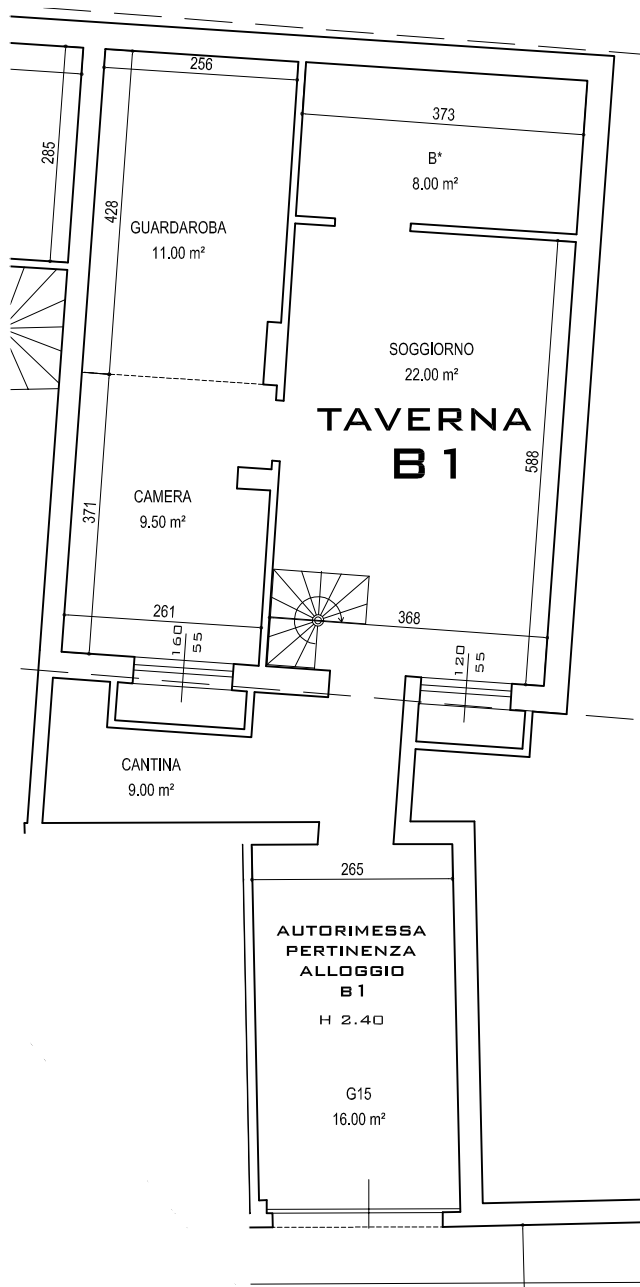 256
373
285
B*
8.00 m²
428
GUARDAROBA
11.00 m²
SOGGIORNO
22.00 m²
TAVERNA
B1
588
CAMERA
9.50 m²
371
261
368
160
55
120
55
CANTINA
9.00 m²
265
AUTORIMESSA
PERTINENZA
ALLOGGIO
B1
H 2.40
G15
16.00 m²